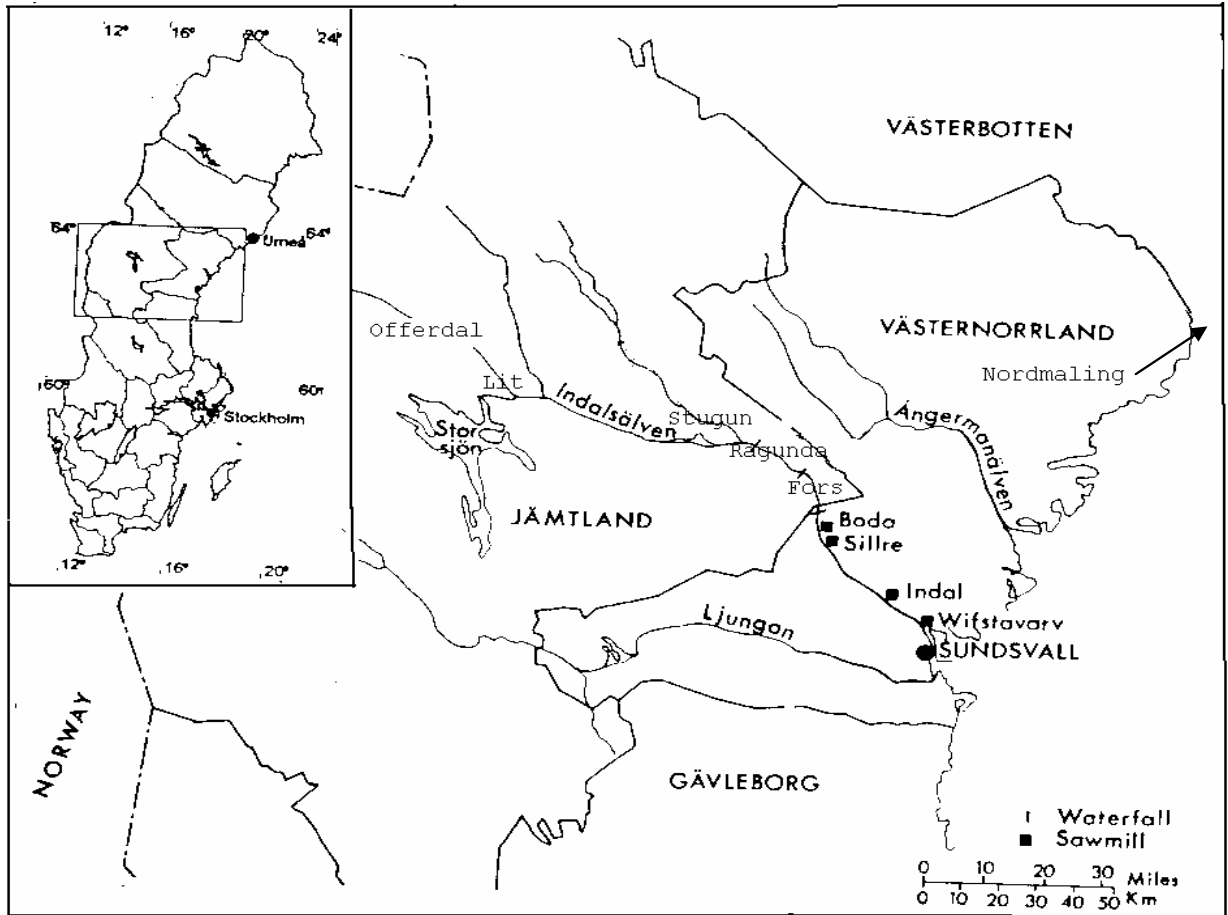 12° 16° 20° 24°
64° 64°
Umeå
60° 60°
Stockholm
12° 16° 20°
VÄSTERBOTTEN
Offerdal
VÄSTERNORRLAND
Nordmaling
Lit
Indalsälven
Stugun
Ångermanälven
Stor
sjön
Ragunda
Fors
JÄMTLAND
Boda
Sillre
Indal
Ljungan
Wifstavarv
SUNDSVALL
NORWAY
GÄVLEBORG
Waterfall
Sawmill
0 10 20 30 Miles
0 10 20 30 40 50 Km